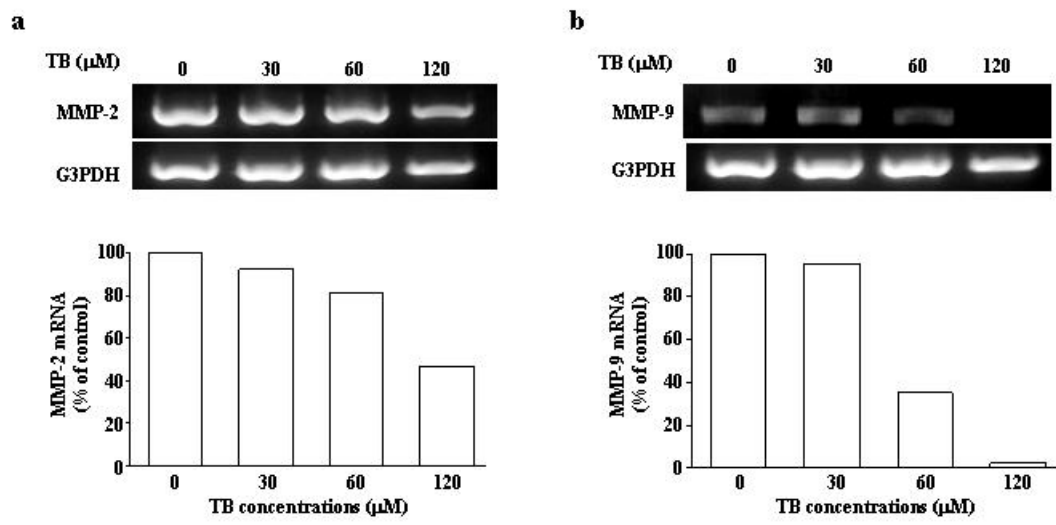 a
TB (μM) 0 30 60 120
MMP-2
G3PDH
100
80
60
40
20
0
MMP-2 mRNA
(% of control)
0 30 60 120
TB concentrations (μM)
b
TB (μM) 0 30 60 120
MMP-9
G3PDH
100
80
60
40
20
0
MMP-9 mRNA
(% of control)
0 30 60 120
TB concentrations (μM)